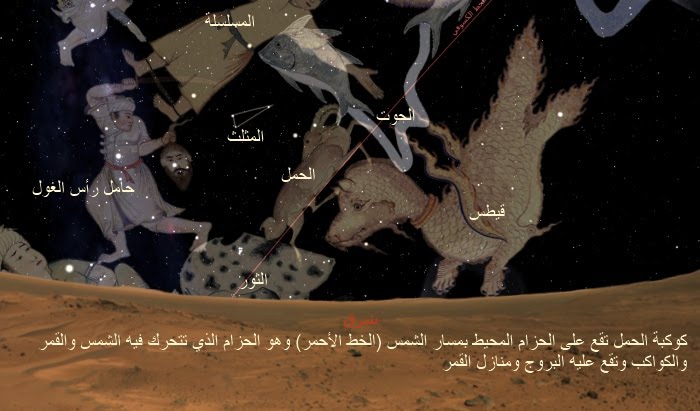 المسلسلة
الحوت
المثلث
الحمل
حامل رأس الغول
قيطس
الثور
كوكبة الحمل تقع على الحزام المحيط بمسار الشمس (الخط الأحمر) وهو الحزام الذي تتحرك فيه الشمس والقمر
والكواكب وتقع عليه البروج ومنازل القمر